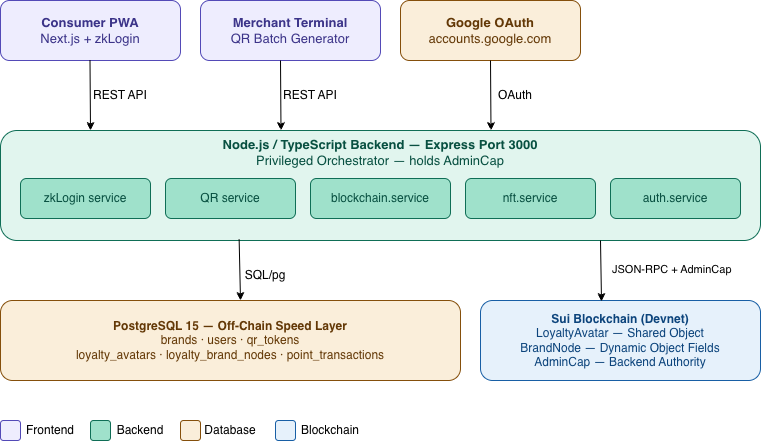 Consumer PWA
Next.js + zkLogin
Merchant Terminal
QR Batch Generator
Google OAuth
accounts.google.com
REST API
REST API
OAuth
Node.js / TypeScript Backend — Express Port 3000
Privileged Orchestrator — holds AdminCap
zkLogin service
QR service
blockchain.service
nft.service
auth.service
SQL/pg
JSON-RPC + AdminCap
PostgreSQL 15 — Off-Chain Speed Layer
brands · users · qr_tokens
loyalty_avatars · loyalty_brand_nodes · point_transactions
Sui Blockchain (Devnet)
LoyaltyAvatar — Shared Object
BrandNode — Dynamic Object Fields
AdminCap — Backend Authority
Frontend
Backend
Database
Blockchain